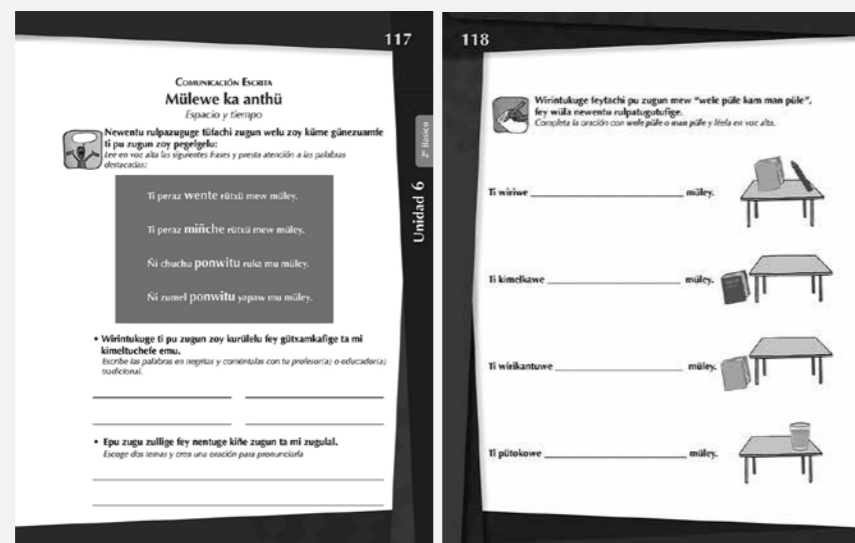 117
COMUNICACIÓN ESCRITA
Mülewe ka anthü
Espacio y tiempo
Newentu rulpazuguge tüfachi zugun welu zoy küme günezuamfe
ti pu zugun zoy pegelgelu:
Lee en voz alta las siguientes frases y presta atención a las palabras
destacadas:
Ti peraz wente rütxü mew müley.
Ti peraz miñche rütxü mew müley.
Ñi chuchu ponwitu ruka mu müley.
Ñi zumel ponwitu yapaw mu müley.
• Wirintukuge ti pu zugun zoy kurülelu fey gütxamkafige ta mi
kimeltuchefe emu.
Escribe las palabras en negritas y coméntalas con tu profesor(a) o educador(a)
tradicional.
• Epu zugu zullige fey nentuge kiñe zugun ta mi zugulal.
Escoge dos temas y crea una oración para pronunciarla
2º Básico
Unidad 6
118
Wirintukuge feytachi pu zugun mew "wele püle kam man püle",
fey wüla newentu rulpatugutufige.
Completa la oración con wele püle o man püle y léela en voz alta.
Ti wiriwe ______ müley.
Ti kimelkawe ______ müley.
Ti wirikantuwe ______ müley.
Ti pütokowe ______ müley.